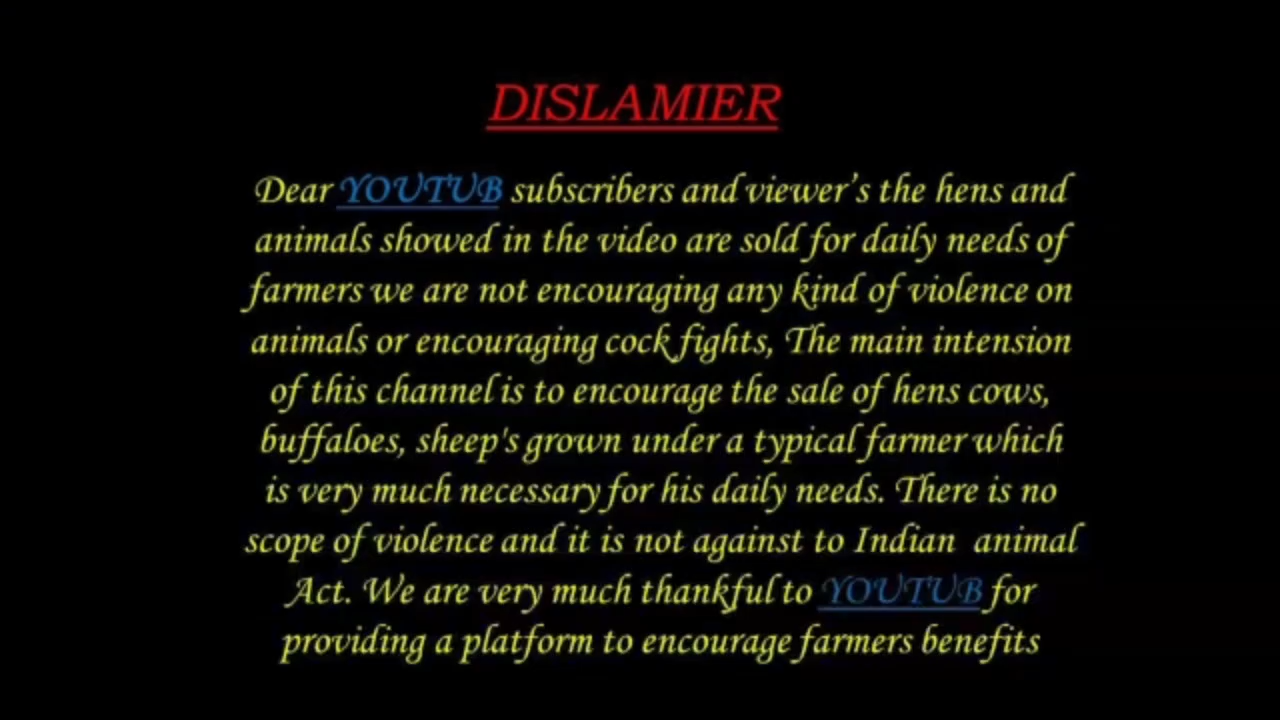 DISLAMIER
Dear YOUTUB subscribers and viewer's the hens and
animals showed in the video are sold for daily needs of
farmers we are not encouraging any kind of violence on
animals or encouraging cock fights, The main intension
of this channel is to encourage the sale of hens cows,
buffaloes, sheep's grown under a typical farmer which
is very much necessary for his daily needs. There is no
scope of violence and it is not against to Indian animal
Act. We are very much thankful to YOUTUB for
providing a platform to encourage farmers benefits